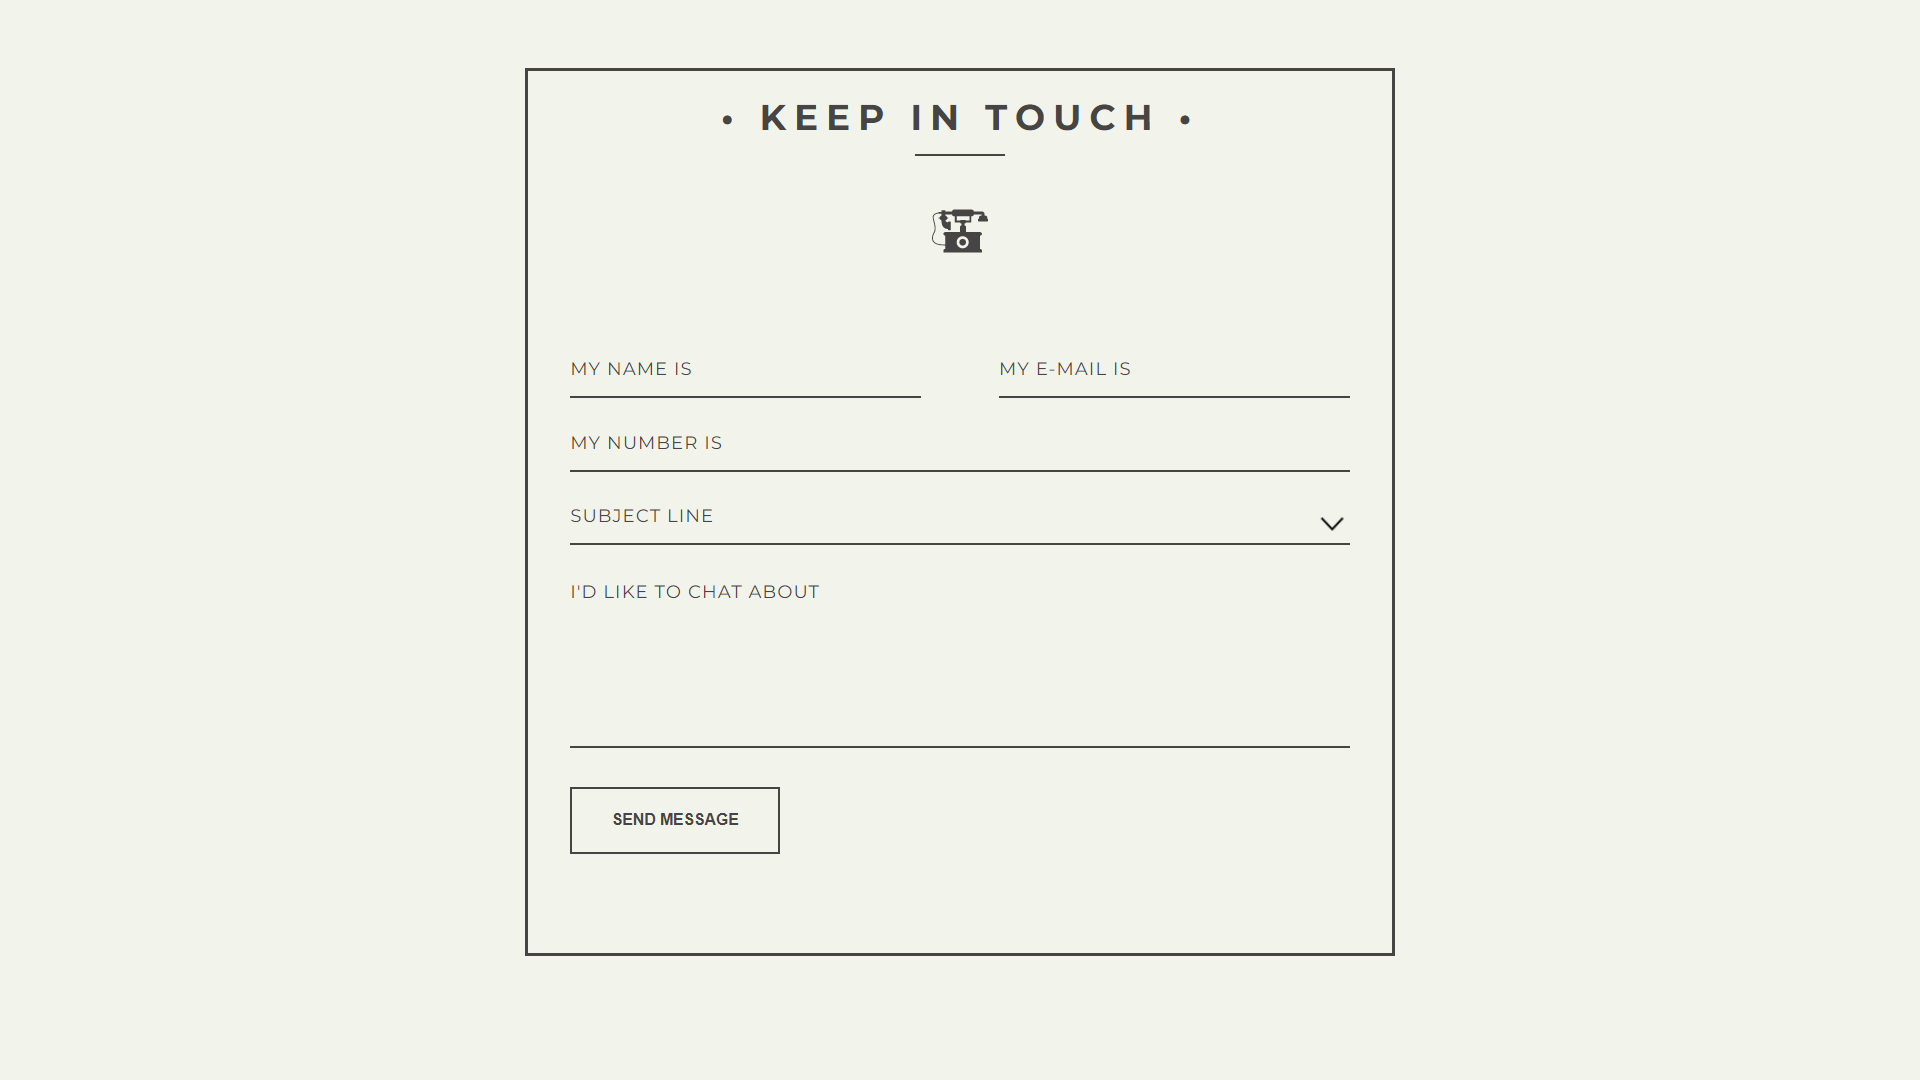 • KEEP IN TOUCH •
MY NAME IS
MY E-MAIL IS
MY NUMBER IS
SUBJECT LINE
I'D LIKE TO CHAT ABOUT
SEND MESSAGE